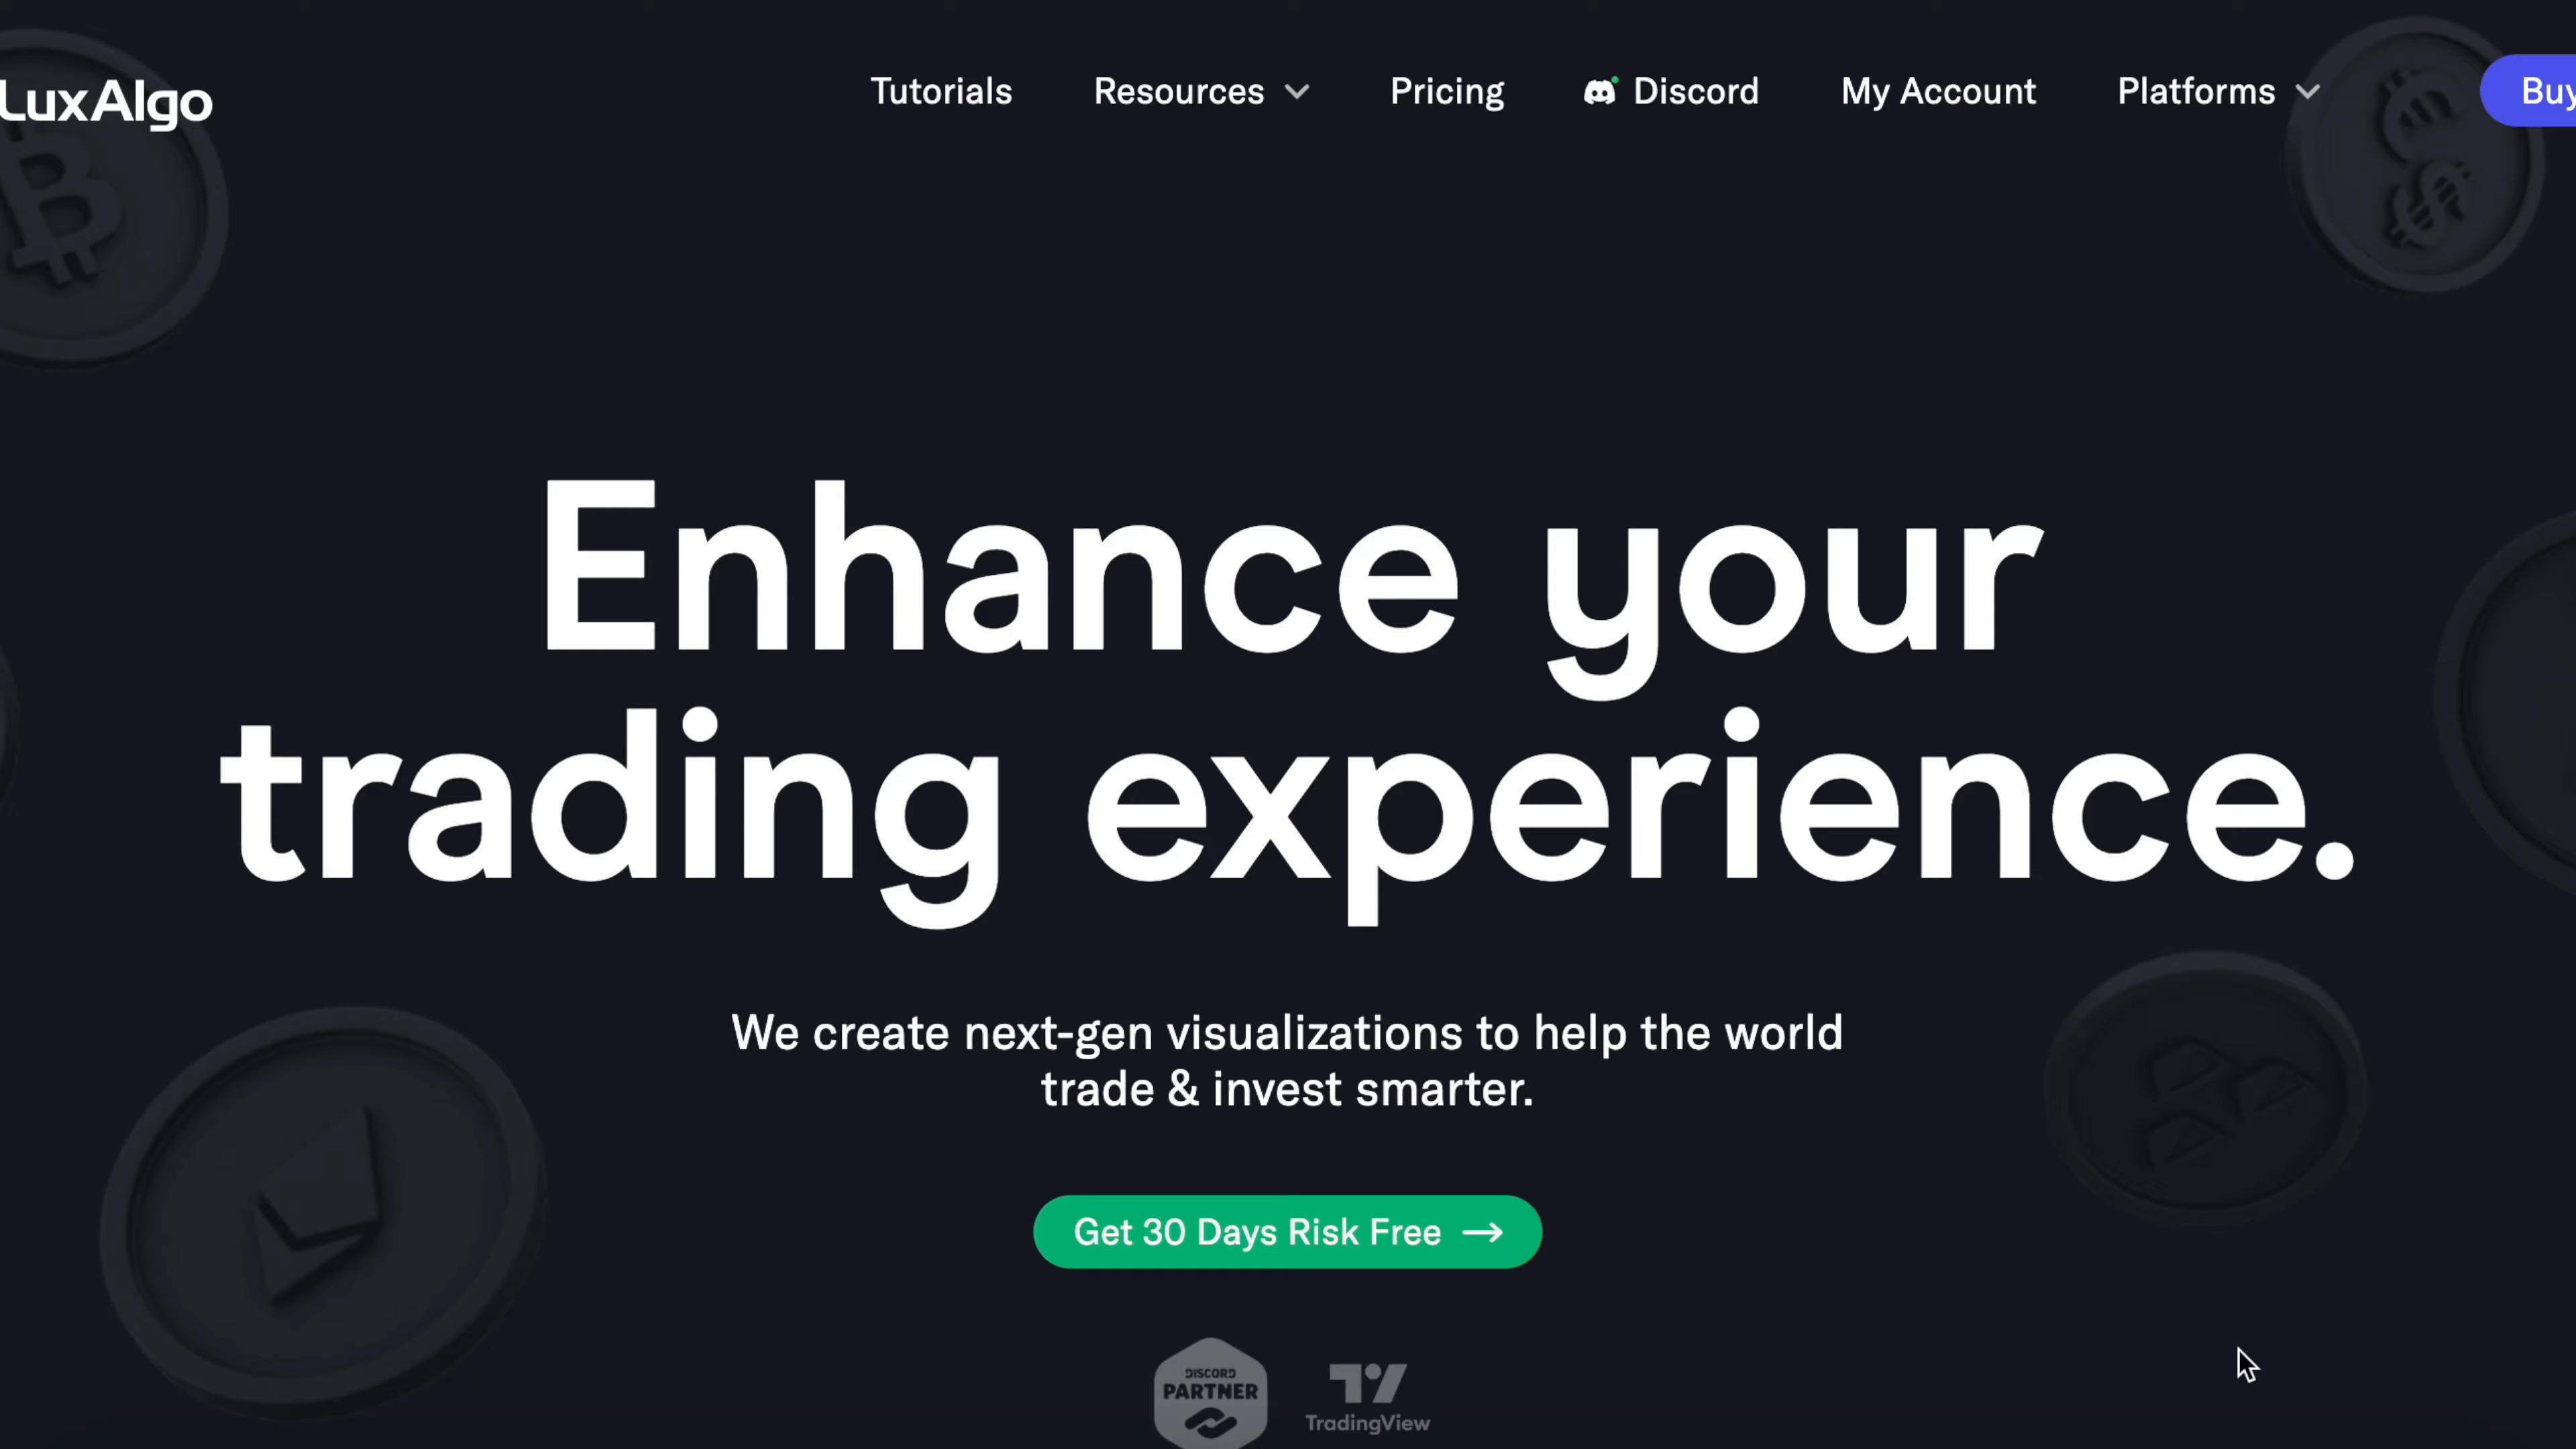 LuxAlgo
Tutorials Resources Pricing Discord My Account Platforms Buy
Enhance your
trading experience.
We create next-gen visualizations to help the world
trade & invest smarter.
Get 30 Days Risk Free →
DISCORD
PARTNER
TradingView